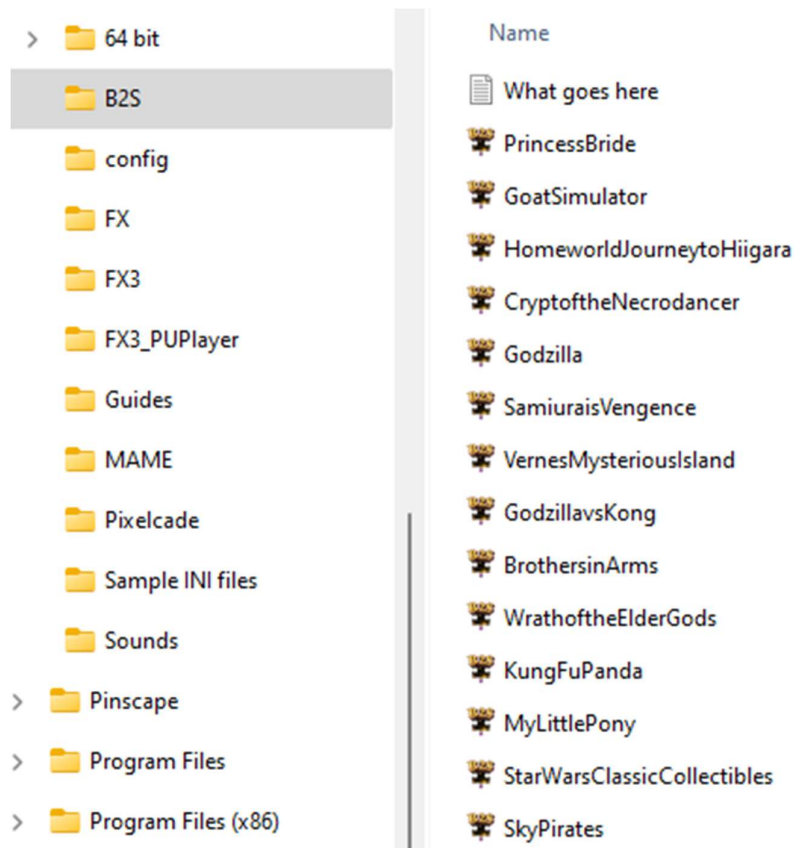 64 bit
B2S
config
FX
FX3
FX3_PUPlayer
Guides
MAME
Pixelcade
Sample INI files
Sounds
Pinscape
Program Files
Program Files (x86)
Name
What goes here
PrincessBride
GoatSimulator
HomeworldJourneytoHiigara
CryptoftheNecrodancer
Godzilla
SamiuraisVengence
VernesMysteriousIsland
GodzillavsKong
BrothersinArms
WrathoftheElderGods
KungFuPanda
MyLittlePony
StarWarsClassicCollectibles
SkyPirates